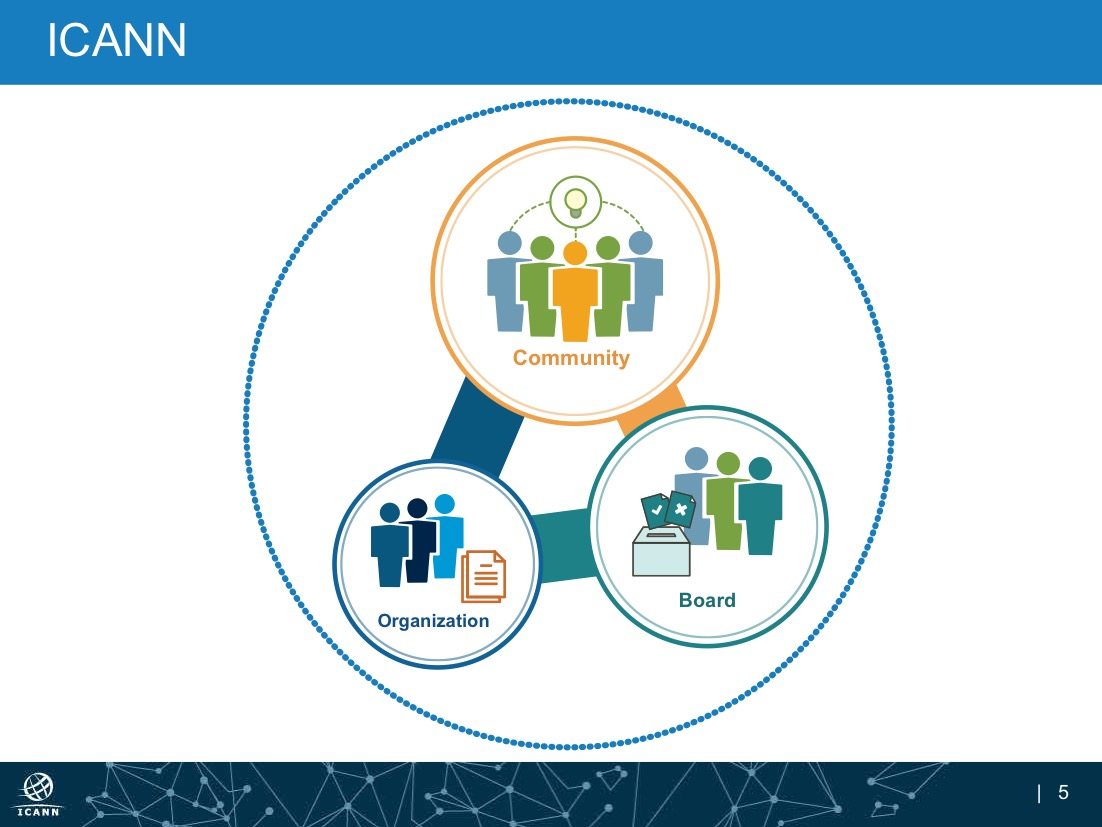 ICANN
Community
Board
Organization
ICANN
| 5